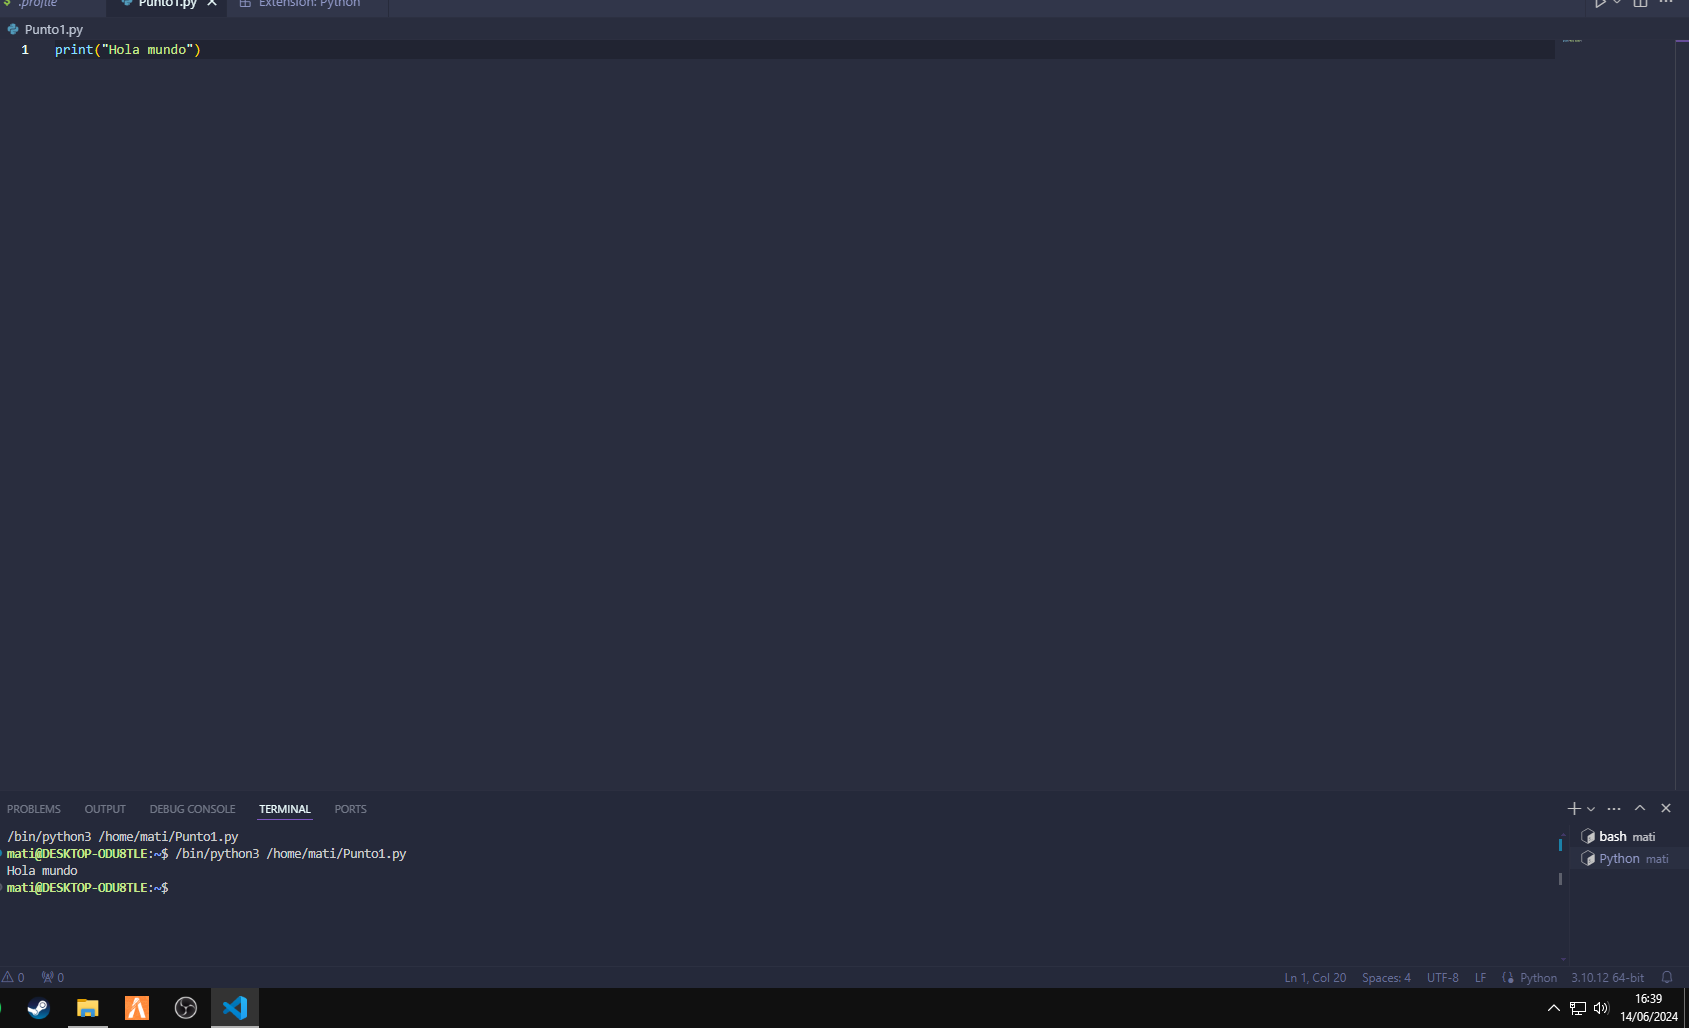 .profile Punto1.py Extension: Python
Punto1.py
1 print("Hola mundo")
PROBLEMS OUTPUT DEBUG CONSOLE TERMINAL PORTS
/bin/python3 /home/mati/Punto1.py
mati@DESKTOP-ODU8TLE:~$ /bin/python3 /home/mati/Punto1.py
Hola mundo
mati@DESKTOP-ODU8TLE:~$
bash mati
Python mati
0 0 Ln 1, Col 20 Spaces: 4 UTF-8 LF Python 3.10.12 64-bit
16:39
14/06/2024